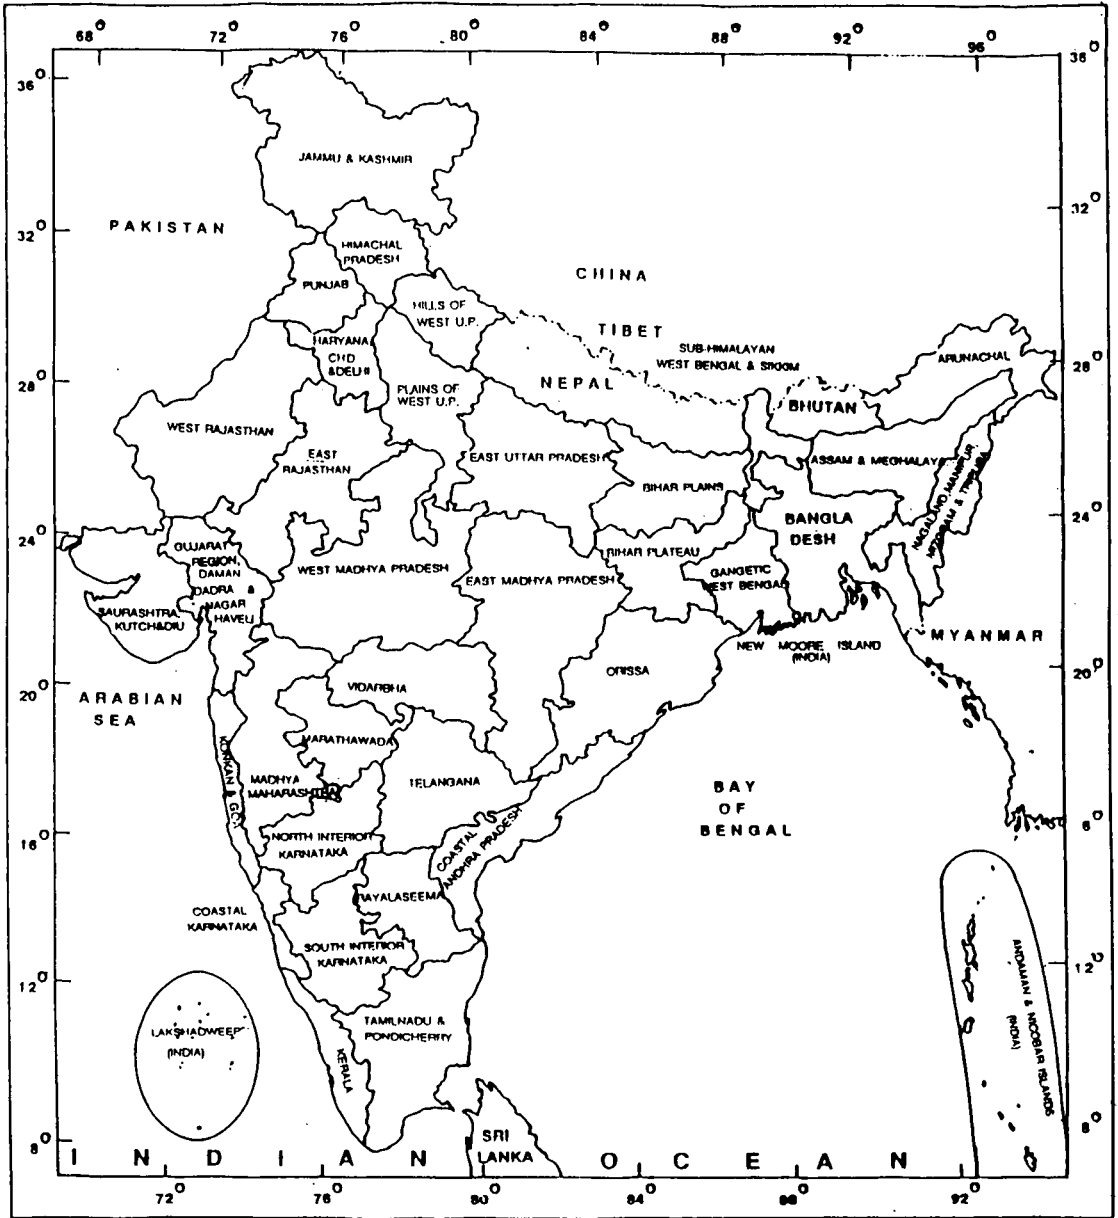 68° 72° 76° 80° 84° 88° 92° 96°
36° 36°
JAMMU & KASHMIR
PAKISTAN
32° 32°
HIMACHAL
PRADESH
CHINA
PUNJAB
HILLS OF
WEST U.P.
TIBET
HARYANA
CHD
& DELHI
SUB-HIMALAYAN
WEST BENGAL & SIKKIM
ARUNACHAL
28° 28°
NEPAL
PLAINS OF
WEST U.P.
BHUTAN
WEST RAJASTHAN
EAST
RAJASTHAN
EAST UTTAR PRADESH
ASSAM & MEGHALAYA
NAGALAND MANIPUR
MIZORAM & TRIPURA
BIHAR PLAINS
24° 24°
BANGLA
DESH
GUJARAT
REGION,
DAMAN
DADRA &
NAGAR
HAVELI
WEST MADHYA PRADESH
EAST MADHYA PRADESH
BIHAR PLATEAU
GANGETIC
WEST BENGAL
SAURASHTRA,
KUTCH & DIU
NEW MOORE ISLAND
(INDIA)
MYANMAR
20° 20°
ORISSA
ARABIAN
SEA
VIDARBHA
MARATHAWADA
KONKAN & GOA
MADHYA
MAHARASHTRA
TELANGANA
BAY
OF
BENGAL
16° 6°
NORTH INTERIOR
KARNATAKA
COASTAL
ANDHRA PRADESH
RAYALASEEMA
COASTAL
KARNATAKA
SOUTH INTERIOR
KARNATAKA
12° 12°
ANDAMAN & NICOBAR ISLANDS
(INDIA)
LAKSHADWEEP
(INDIA)
TAMILNADU &
PONDICHERRY
KERALA
8° 8°
SRI
LANKA
INDIAN OCEAN
72° 76° 80° 84° 88° 92°